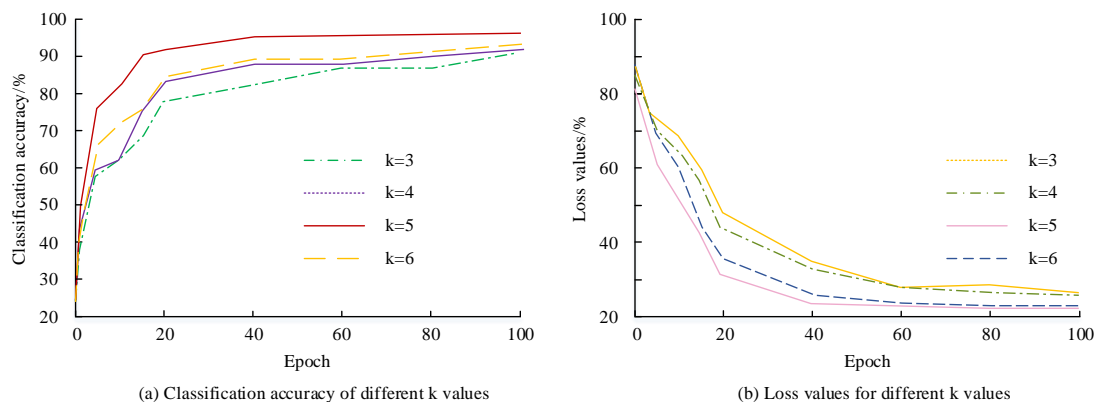 100
90
80
70
60
50
40
30
20
Classification accuracy/%
k=3
k=4
k=5
k=6
0 20 40 60 80 100
Epoch
(a) Classification accuracy of different k values
100
80
60
40
20
Loss values/%
k=3
k=4
k=5
k=6
0 20 40 60 80 100
Epoch
(b) Loss values for different k values